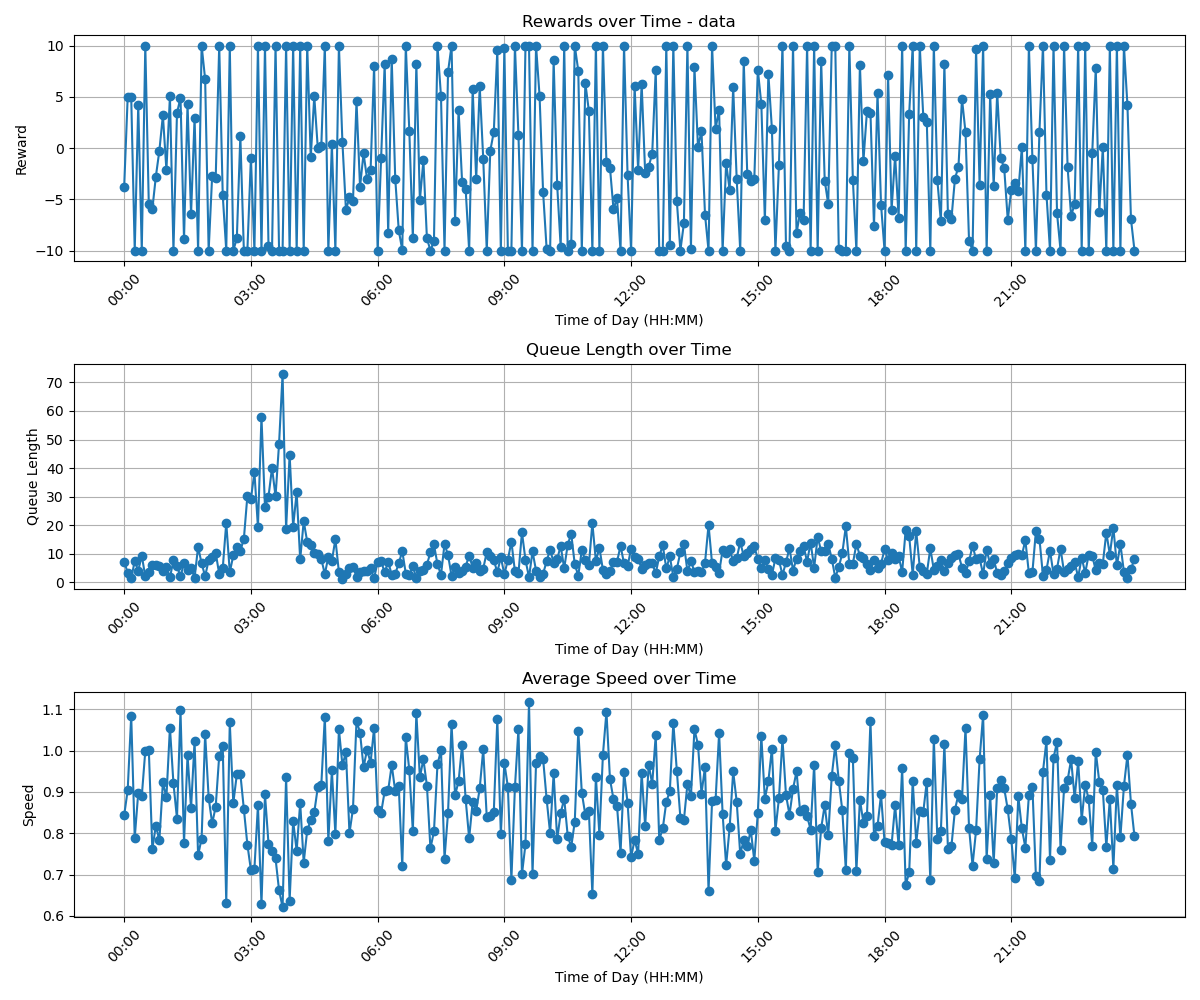 Rewards over Time - data
10
5
0
−5
−10
Reward
00:00 03:00 06:00 09:00 12:00 15:00 18:00 21:00
Time of Day (HH:MM)
Queue Length over Time
70
60
50
40
30
20
10
0
Queue Length
00:00 03:00 06:00 09:00 12:00 15:00 18:00 21:00
Time of Day (HH:MM)
Average Speed over Time
1.1
1.0
0.9
0.8
0.7
0.6
Speed
00:00 03:00 06:00 09:00 12:00 15:00 18:00 21:00
Time of Day (HH:MM)